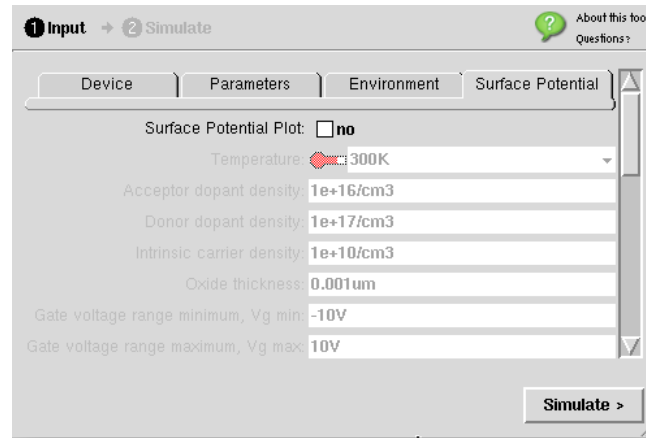 1 Input → 2 Simulate
? About this too
Questions?
Device Parameters Environment Surface Potential
Surface Potential Plot: no
Temperature: 300K
Acceptor dopant density: 1e+16/cm3
Donor dopant density: 1e+17/cm3
Intrinsic carrier density: 1e+10/cm3
Oxide thickness: 0.001um
Gate voltage range minimum, Vg min: -10V
Gate voltage range maximum, Vg max: 10V
Simulate >